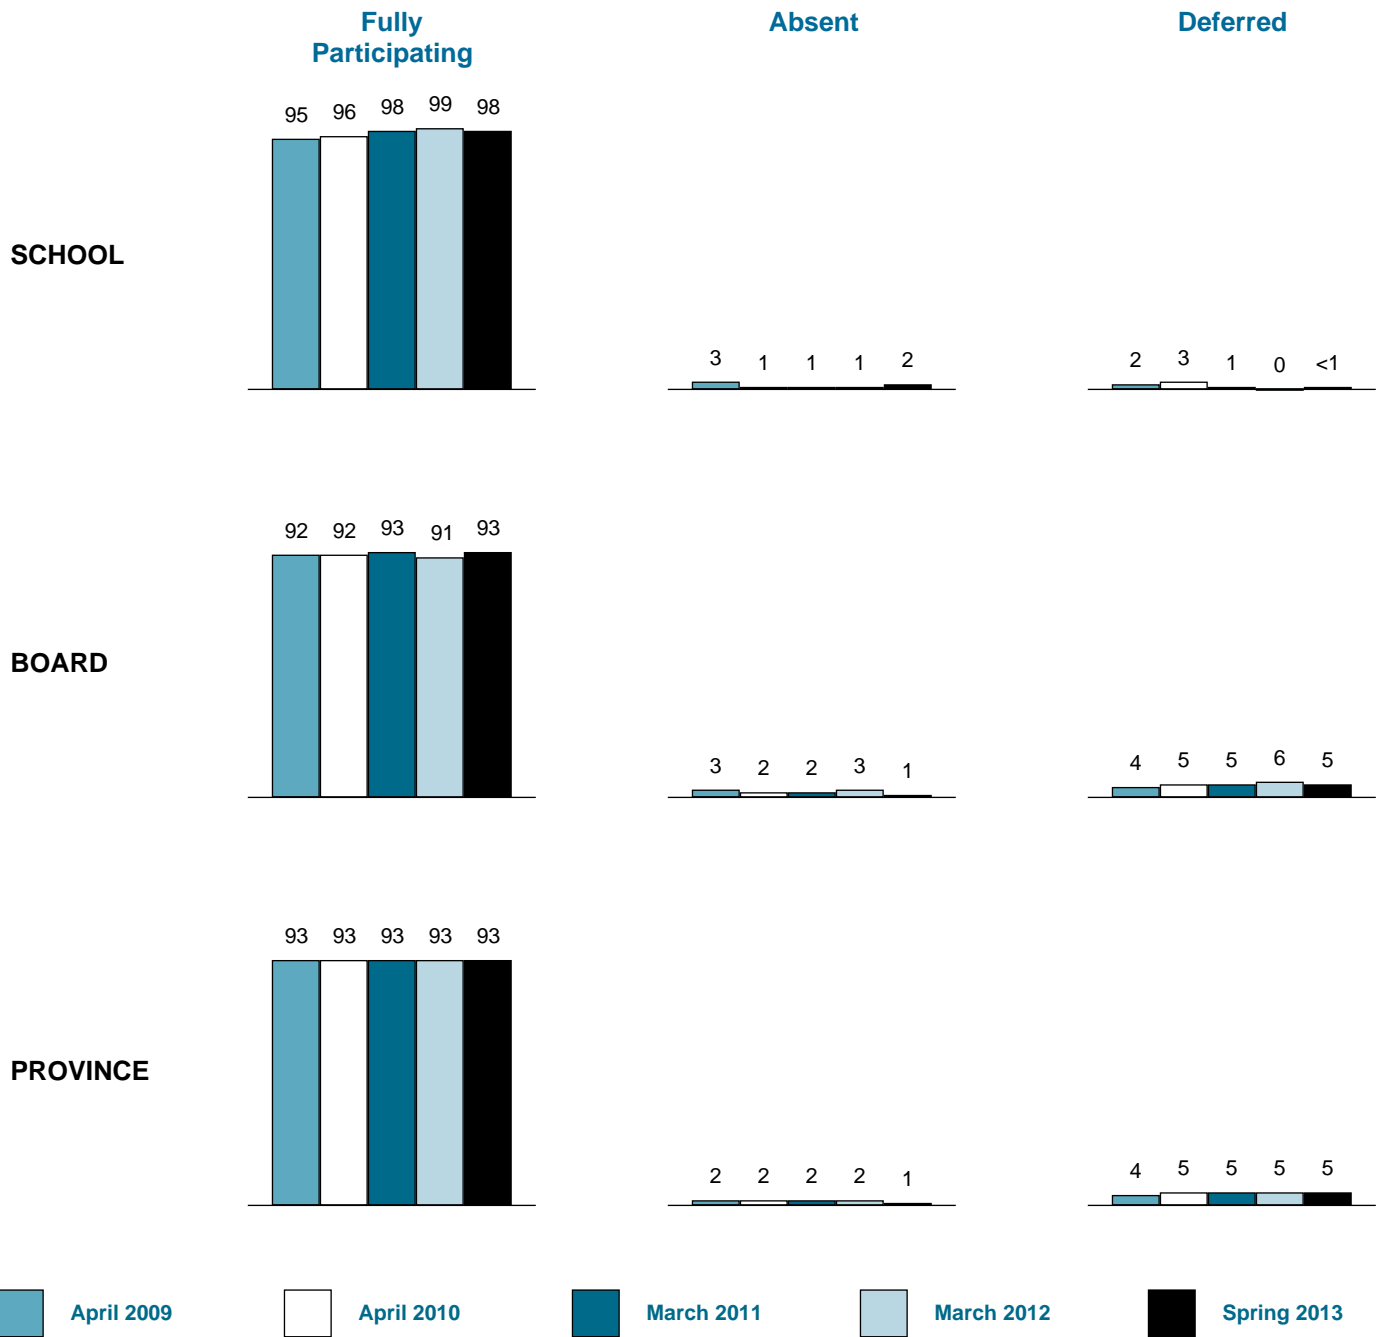 Fully
Participating
Absent
Deferred
SCHOOL
95 96 98 99 98
3 1 1 1 2
2 3 1 0 <1
BOARD
92 92 93 91 93
3 2 2 3 1
4 5 5 6 5
PROVINCE
93 93 93 93 93
2 2 2 2 1
4 5 5 5 5
April 2009
April 2010
March 2011
March 2012
Spring 2013